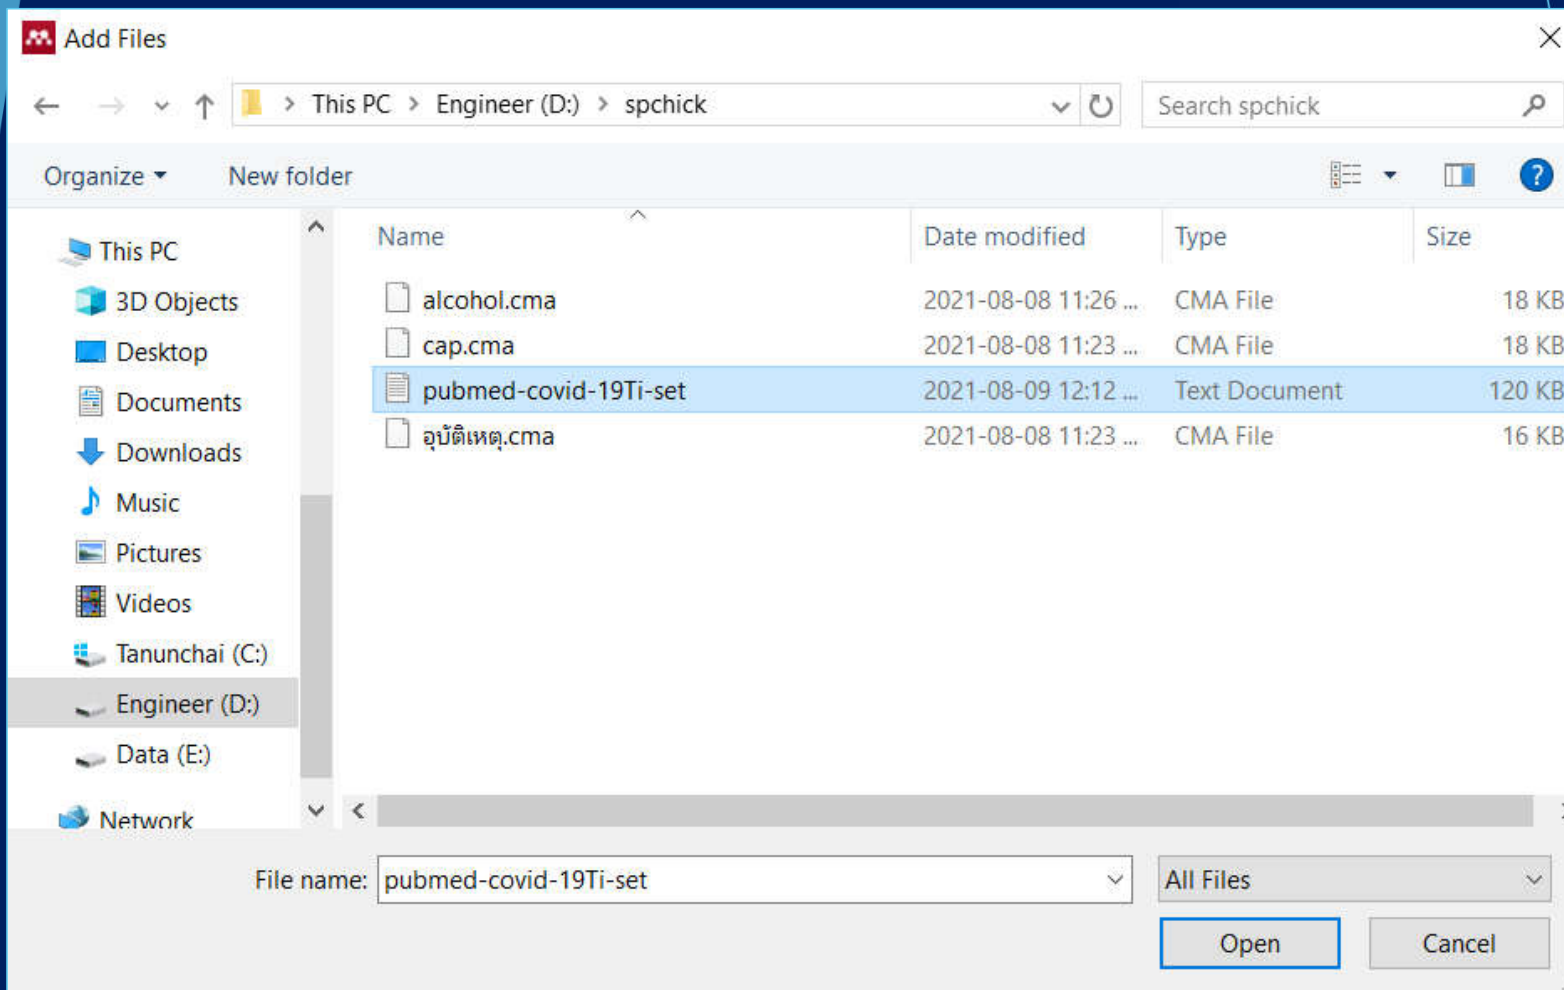 Add Files
This PC > Engineer (D:) > spchick
Search spchick
Organize New folder
?
Name Date modified Type Size
alcohol.cma 2021-08-08 11:26 ... CMA File 18 KB
cap.cma 2021-08-08 11:23 ... CMA File 18 KB
pubmed-covid-19Ti-set 2021-08-09 12:12 ... Text Document 120 KB
อุบัติเหตุ.cma 2021-08-08 11:23 ... CMA File 16 KB
This PC
3D Objects
Desktop
Documents
Downloads
Music
Pictures
Videos
Tanunchai (C:)
Engineer (D:)
Data (E:)
Network
File name: pubmed-covid-19Ti-set All Files
Open Cancel